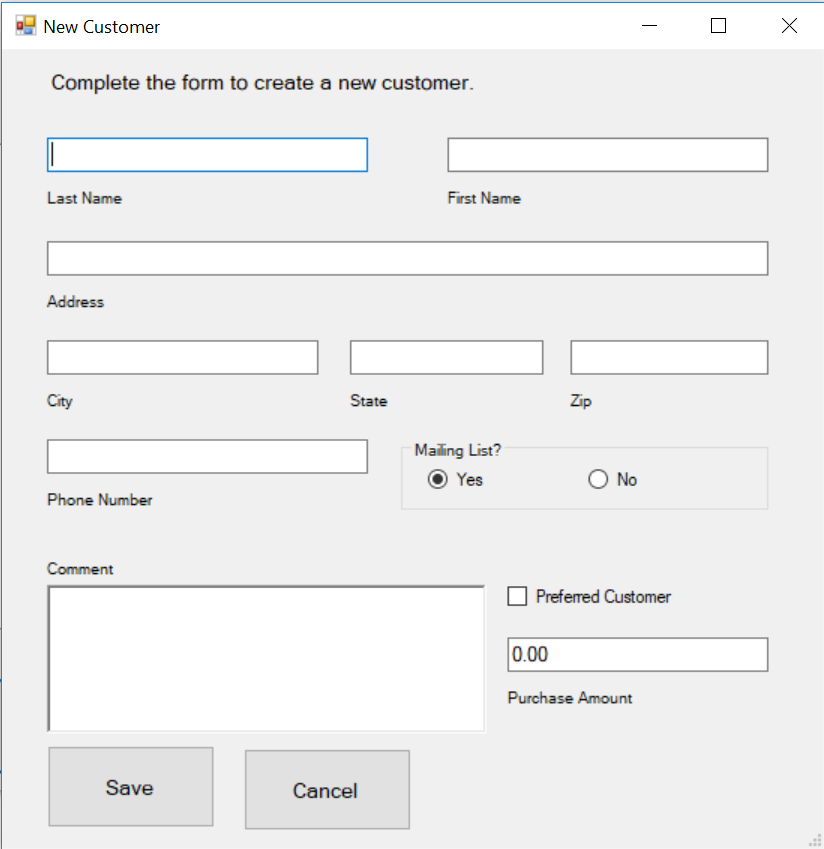 New Customer
Complete the form to create a new customer.
Last Name
First Name
Address
City
State
Zip
Phone Number
Mailing List?
Yes
No
Comment
Preferred Customer
0.00
Purchase Amount
Save
Cancel